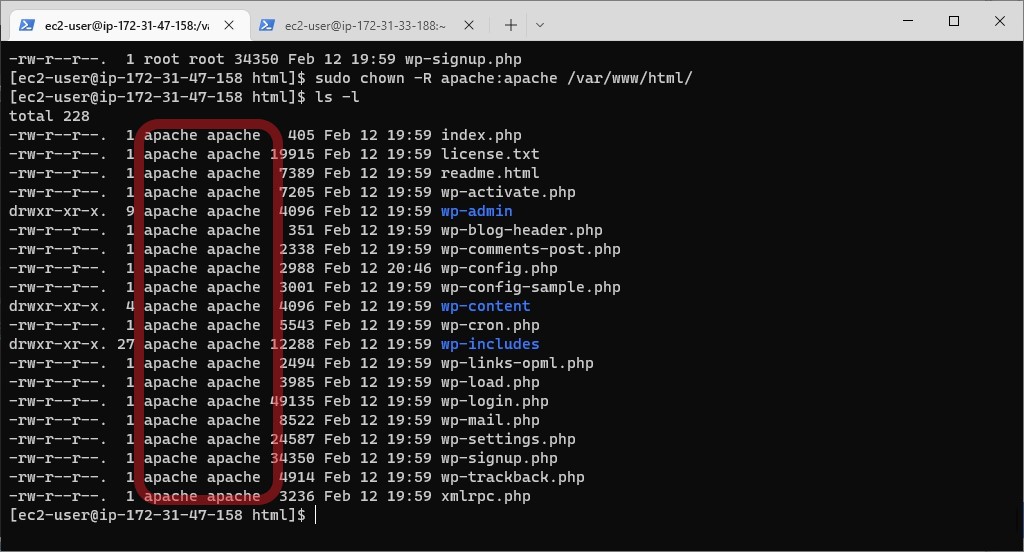 ec2-user@ip-172-31-47-158:/va
ec2-user@ip-172-31-33-188:~
-rw-r--r--.  1 root root 34350 Feb 12 19:59 wp-signup.php
[ec2-user@ip-172-31-47-158 html]$ sudo chown -R apache:apache /var/www/html/
[ec2-user@ip-172-31-47-158 html]$ ls -l
total 228
-rw-r--r--.  1 apache apache   405 Feb 12 19:59 index.php
-rw-r--r--.  1 apache apache 19915 Feb 12 19:59 license.txt
-rw-r--r--.  1 apache apache  7389 Feb 12 19:59 readme.html
-rw-r--r--.  1 apache apache  7205 Feb 12 19:59 wp-activate.php
drwxr-xr-x.  9 apache apache  4096 Feb 12 19:59 wp-admin
-rw-r--r--.  1 apache apache   351 Feb 12 19:59 wp-blog-header.php
-rw-r--r--.  1 apache apache  2338 Feb 12 19:59 wp-comments-post.php
-rw-r--r--.  1 apache apache  2988 Feb 12 20:46 wp-config.php
-rw-r--r--.  1 apache apache  3001 Feb 12 19:59 wp-config-sample.php
drwxr-xr-x.  4 apache apache  4096 Feb 12 19:59 wp-content
-rw-r--r--.  1 apache apache  5543 Feb 12 19:59 wp-cron.php
drwxr-xr-x. 27 apache apache 12288 Feb 12 19:59 wp-includes
-rw-r--r--.  1 apache apache  2494 Feb 12 19:59 wp-links-opml.php
-rw-r--r--.  1 apache apache  3985 Feb 12 19:59 wp-load.php
-rw-r--r--.  1 apache apache 49135 Feb 12 19:59 wp-login.php
-rw-r--r--.  1 apache apache  8522 Feb 12 19:59 wp-mail.php
-rw-r--r--.  1 apache apache 24587 Feb 12 19:59 wp-settings.php
-rw-r--r--.  1 apache apache 34350 Feb 12 19:59 wp-signup.php
-rw-r--r--.  1 apache apache  4914 Feb 12 19:59 wp-trackback.php
-rw-r--r--.  1 apache apache  3236 Feb 12 19:59 xmlrpc.php
[ec2-user@ip-172-31-47-158 html]$